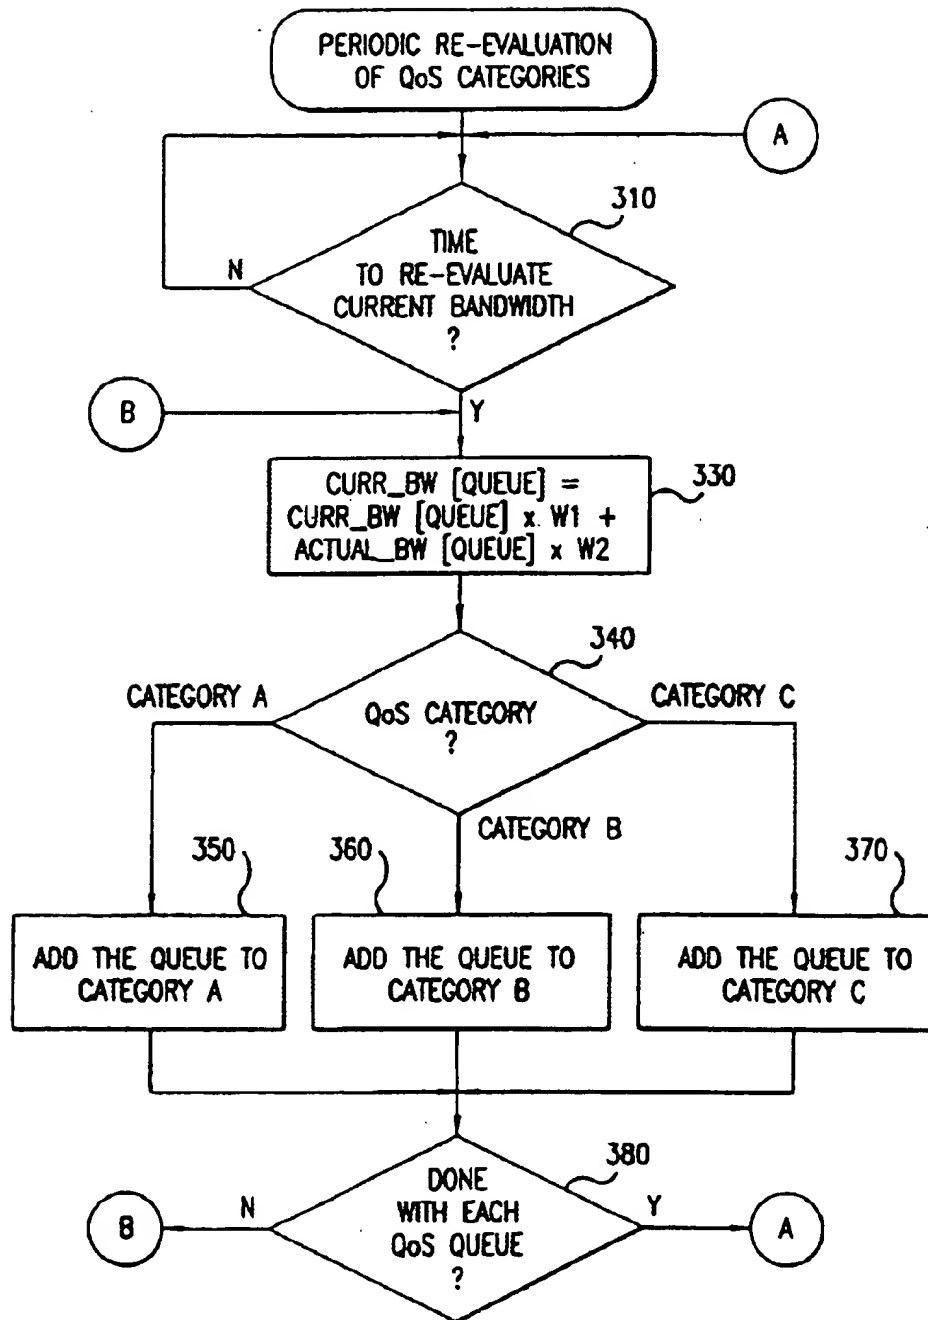 PERIODIC RE-EVALUATION
OF QoS CATEGORIES
A
310
TIME
TO RE-EVALUATE
CURRENT BANDWIDTH
?
N
B
Y
CURR_BW [QUEUE] =
CURR_BW [QUEUE] x W1 +
ACTUAL_BW [QUEUE] x W2
330
340
CATEGORY A
QoS CATEGORY
?
CATEGORY C
CATEGORY B
350
360
370
ADD THE QUEUE TO
CATEGORY A
ADD THE QUEUE TO
CATEGORY B
ADD THE QUEUE TO
CATEGORY C
380
DONE
WITH EACH
QoS QUEUE
?
B
N
Y
A